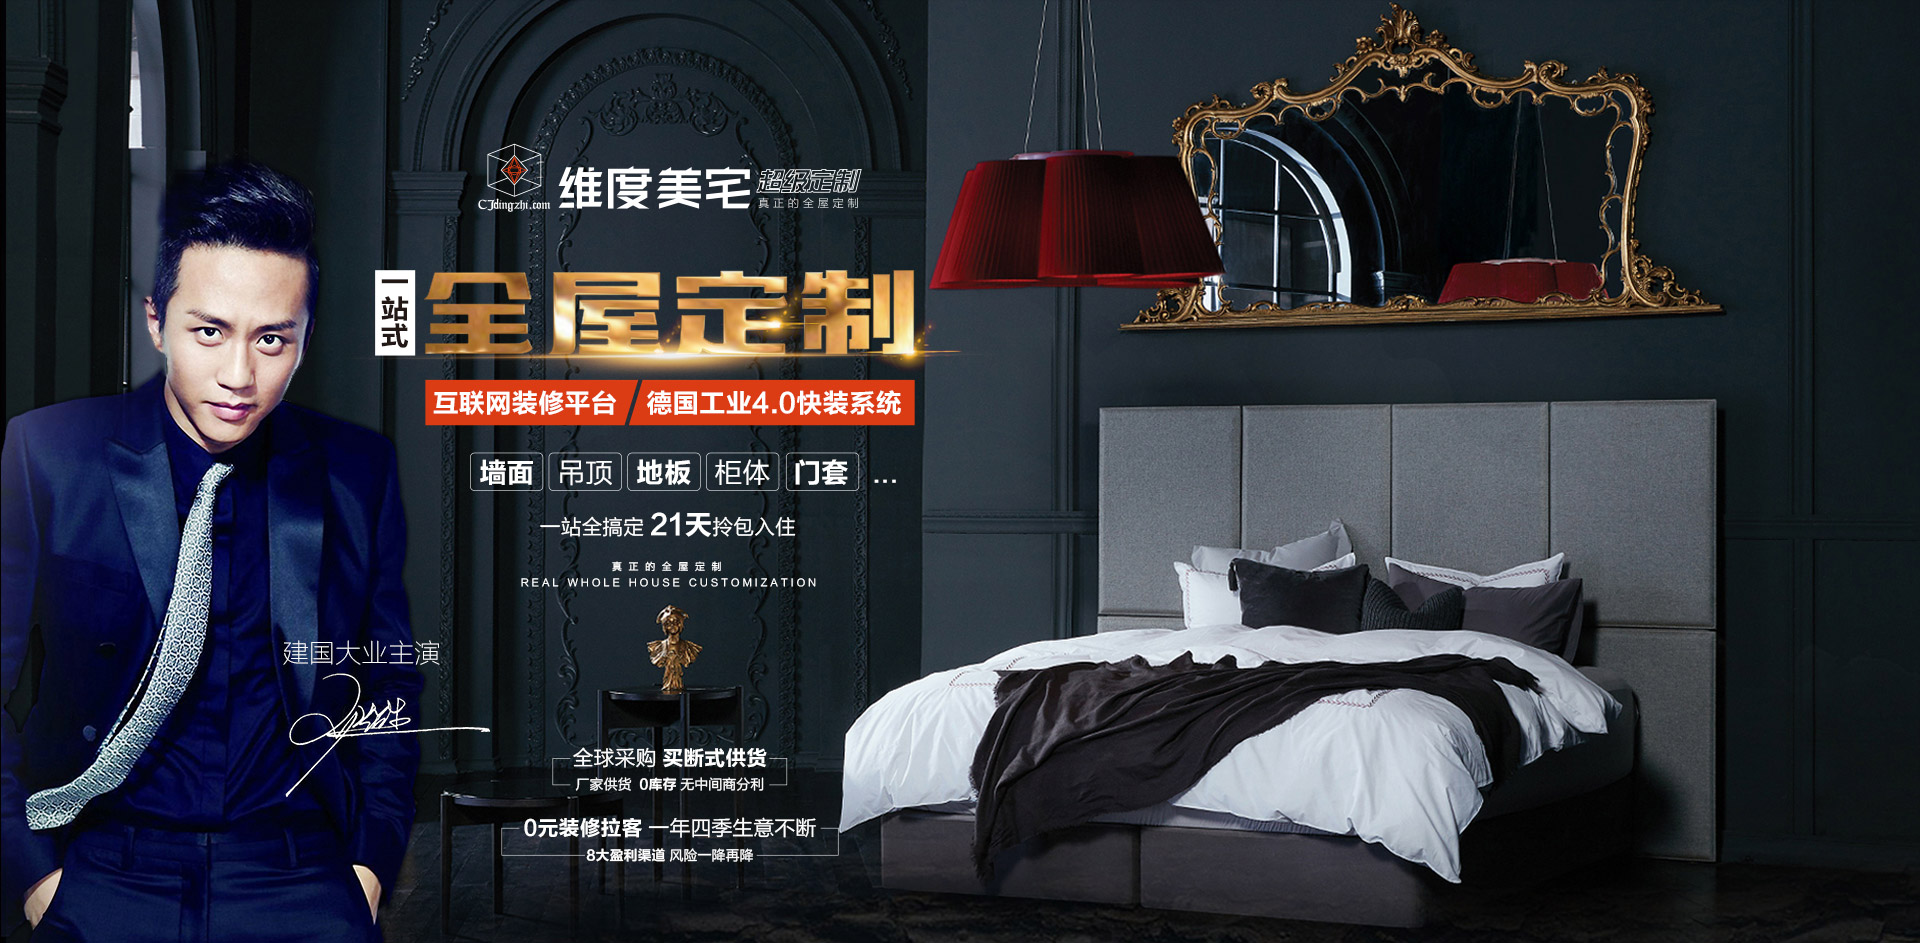 CJdingzhi.com
维度美宅
超级定制
真正的全屋定制
一站式
全屋定制
互联网装修平台/德国工业4.0快装系统
墙面 吊顶 地板 柜体 门套 ...
一站全搞定 21天拎包入住
真正的全屋定制
REAL WHOLE HOUSE CUSTOMIZATION
建国大业主演
全球采购 买断式供货
厂家供货 0库存 无中间商分利
0元装修拉客 一年四季生意不断
8大盈利渠道 风险一降再降